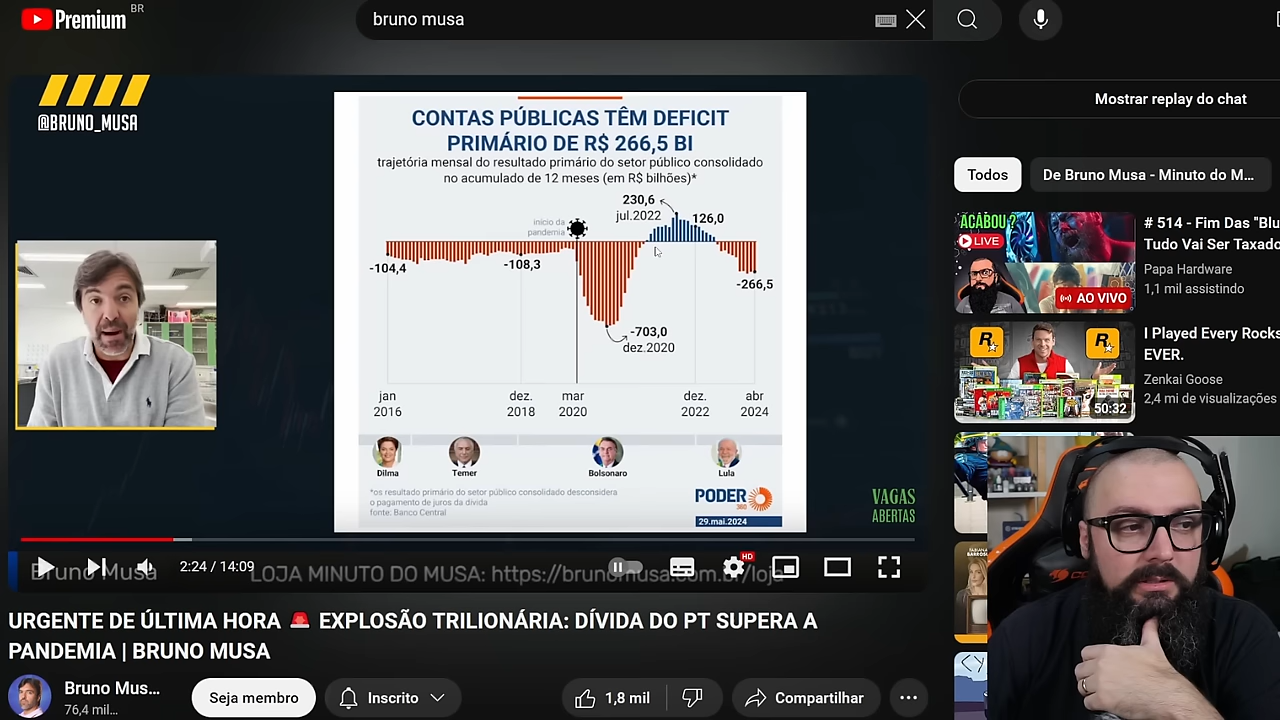 Premium
BR
bruno musa
@BRUNO_MUSA
CONTAS PÚBLICAS TÊM DEFICIT
PRIMÁRIO DE R$ 266,5 BI
trajetória mensal do resultado primário do setor público consolidado
no acumulado de 12 meses (em R$ bilhões)*
230,6
jul.2022
126,0
início da
pandemia
-104,4
-108,3
-266,5
-703,0
dez.2020
jan
2016
dez.
2018
mar
2020
dez.
2022
abr
2024
Dilma
Temer
Bolsonaro
Lula
*os resultado primário do setor público consolidado desconsidera
o pagamento de juros da dívida
fonte: Banco Central
PODER
360
29.mai.2024
VAGAS
ABERTAS
Bruno Musa
LOJA MINUTO DO MUSA: https://brunomusa.com.br/loja
2:24 / 14:09
HD
URGENTE DE ÚLTIMA HORA 🚨 EXPLOSÃO TRILIONÁRIA: DÍVIDA DO PT SUPERA A
PANDEMIA | BRUNO MUSA
Bruno Mus...
76,4 mil...
Seja membro
Inscrito
1,8 mil
Compartilhar
Mostrar replay do chat
Todos
De Bruno Musa - Minuto do M...
ACABOU ?
LIVE
AO VIVO
# 514 - Fim Das "Blu
Tudo Vai Ser Taxado
Papa Hardware
1,1 mil assistindo
R
R
50:32
I Played Every Rocks
EVER.
Zenkai Goose
2,4 mi de visualizações